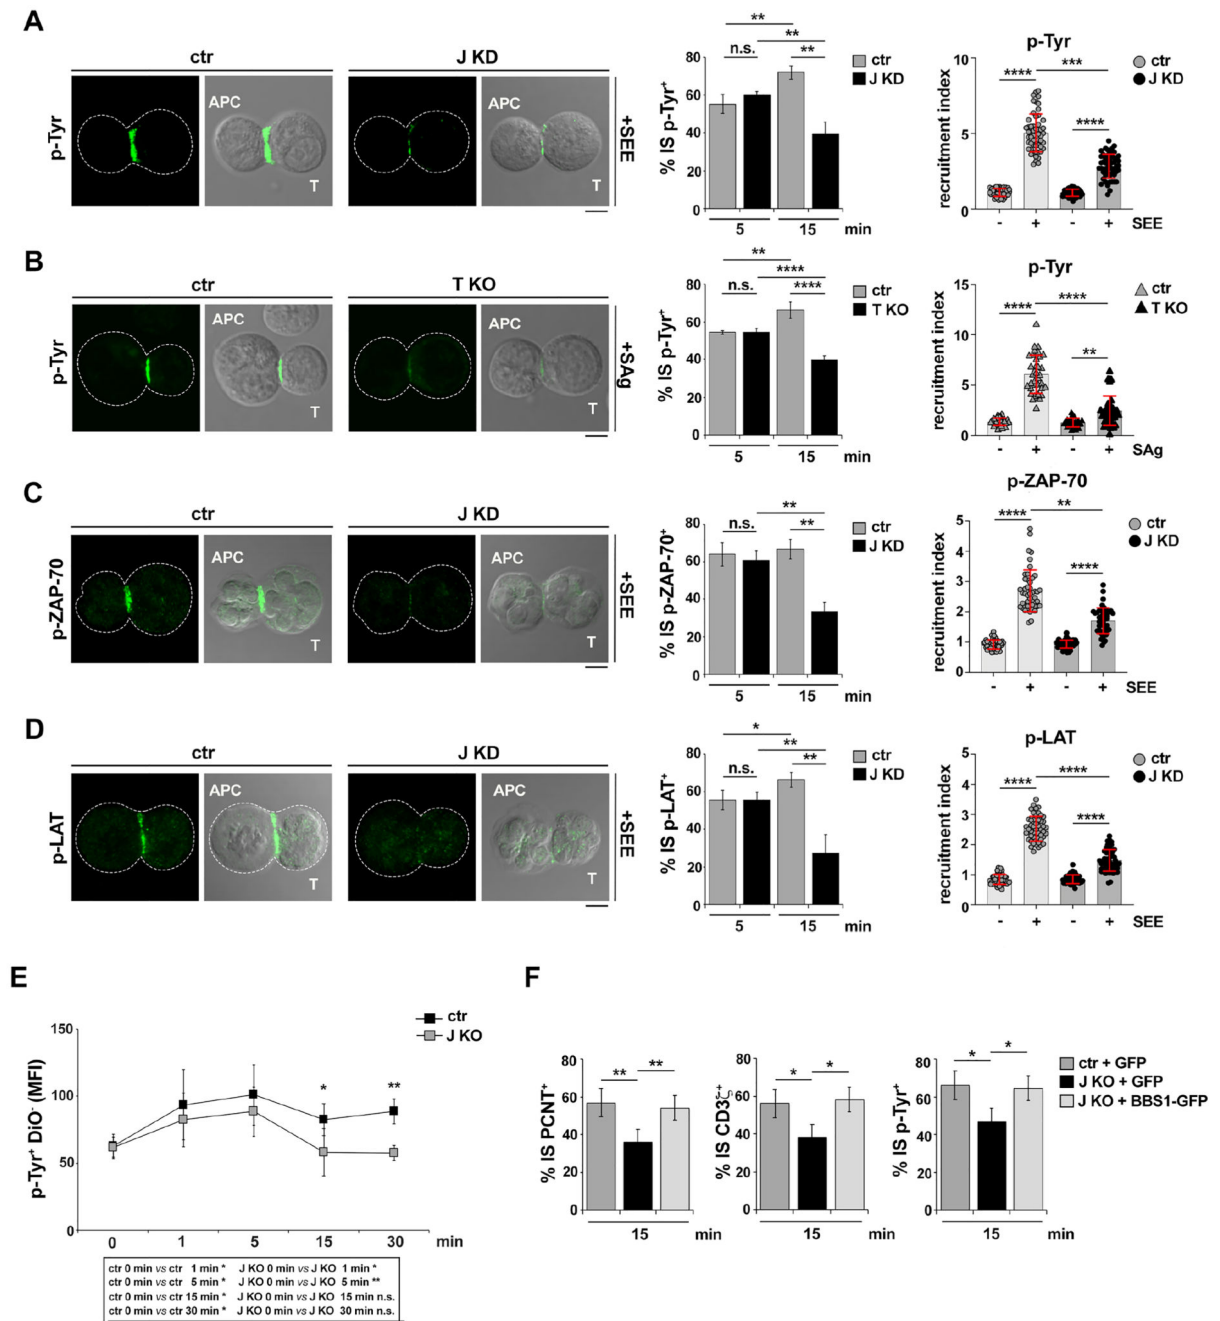 A
ctr
J KD
p-Tyr
APC
T
APC
T
+SEE
% IS p-Tyr⁺
**
**
n.s.
**
ctr
J KD
80
60
40
20
0
5
15
min
p-Tyr
recruitment index
****
***
****
ctr
J KD
10
5
0
-
+
-
+
SEE
B
ctr
T KO
p-Tyr
APC
T
APC
T
+SAg
% IS p-Tyr⁺
**
****
n.s.
****
ctr
T KO
80
60
40
20
0
5
15
min
p-Tyr
recruitment index
****
****
**
ctr
T KO
15
10
5
0
-
+
-
+
SAg
C
ctr
J KD
p-ZAP-70
APC
T
APC
T
+SEE
% IS p-ZAP-70⁺
**
n.s.
**
ctr
J KD
80
60
40
20
0
5
15
min
p-ZAP-70
recruitment index
****
**
****
ctr
J KD
5
4
3
2
1
0
-
+
-
+
SEE
D
ctr
J KD
p-LAT
APC
T
APC
T
+SEE
% IS p-LAT⁺
*
**
n.s.
**
ctr
J KD
80
60
40
20
0
5
15
min
p-LAT
recruitment index
****
****
****
ctr
J KD
5
4
3
2
1
0
-
+
-
+
SEE
E
ctr
J KO
p-Tyr⁺ DiO⁻ (MFI)
150
100
50
0
*
**
0
1
5
15
30
min
ctr 0 min vs ctr 1 min * J KO 0 min vs J KO 1 min *
ctr 0 min vs ctr 5 min * J KO 0 min vs J KO 5 min **
ctr 0 min vs ctr 15 min * J KO 0 min vs J KO 15 min n.s.
ctr 0 min vs ctr 30 min * J KO 0 min vs J KO 30 min n.s.
F
% IS PCNT⁺
80
60
40
20
0
**
**
15
min
% IS CD3ζ⁺
80
60
40
20
0
*
*
15
min
% IS p-Tyr⁺
80
60
40
20
0
*
*
15
min
ctr + GFP
J KO + GFP
J KO + BBS1-GFP